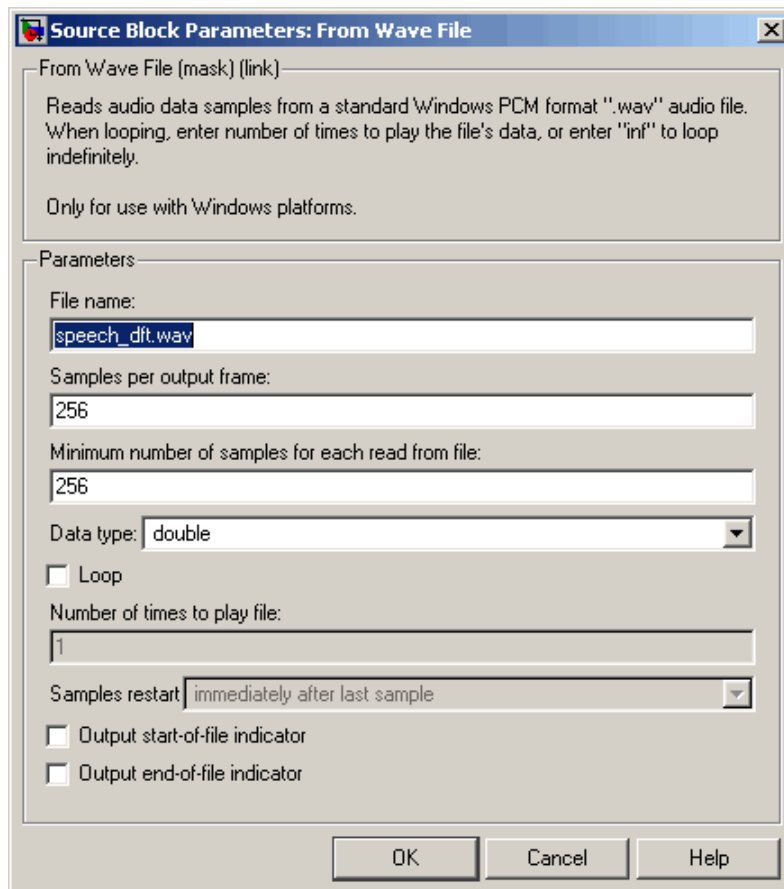 Source Block Parameters: From Wave File
From Wave File (mask) (link)
Reads audio data samples from a standard Windows PCM format ".wav" audio file.
When looping, enter number of times to play the file's data, or enter "inf" to loop
indefinitely.
Only for use with Windows platforms.
Parameters
File name:
speech_dft.wav
Samples per output frame:
256
Minimum number of samples for each read from file:
256
Data type: double
Loop
Number of times to play file:
1
Samples restart immediately after last sample
Output start-of-file indicator
Output end-of-file indicator
OK Cancel Help